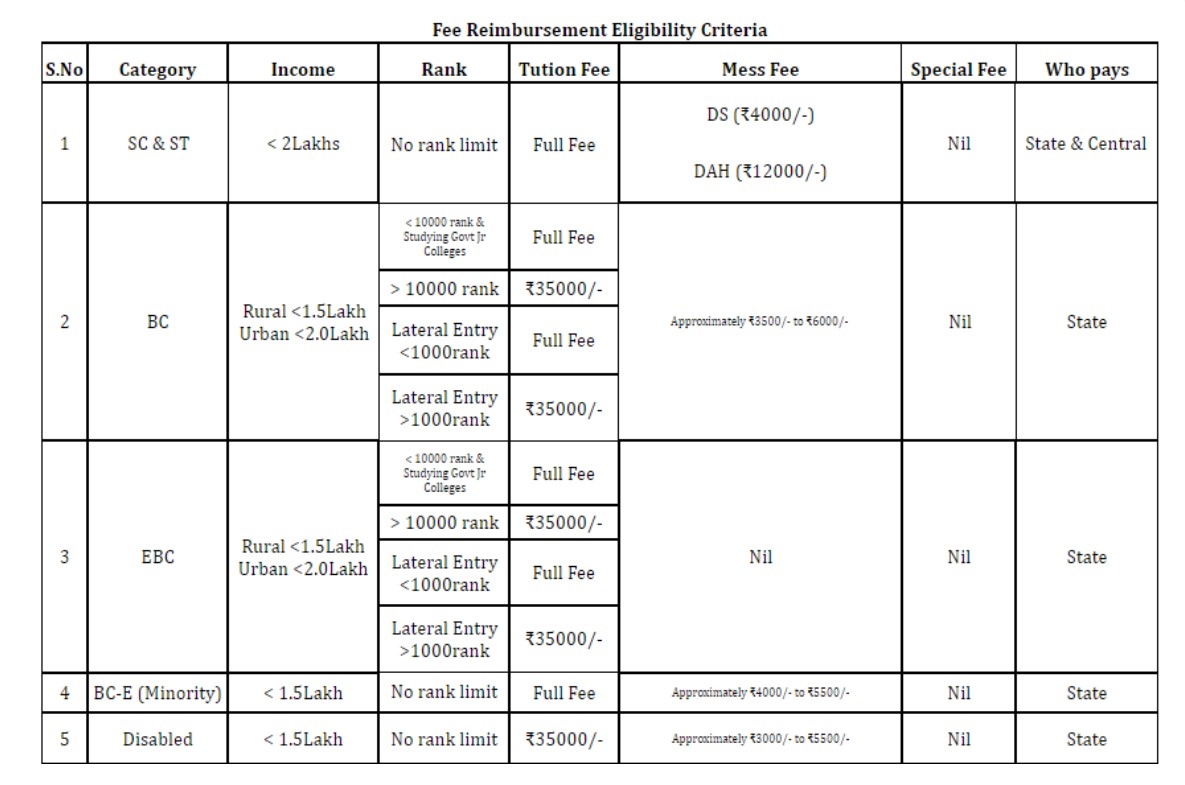 Fee Reimbursement Eligibility Criteria
S.No Category Income Rank Tution Fee Mess Fee Special Fee Who pays
1 SC & ST < 2Lakhs No rank limit Full Fee DS (₹4000/-)
DAH (₹12000/-) Nil State & Central
2 BC Rural <1.5Lakh
Urban <2.0Lakh
< 10000 rank &
Studying Govt Jr
Colleges
Full Fee
> 10000 rank ₹35000/-
Lateral Entry
<1000rank
Full Fee
Lateral Entry
>1000rank
₹35000/-
Approximately ₹3500/- to ₹6000/- Nil State
3 EBC Rural <1.5Lakh
Urban <2.0Lakh
< 10000 rank &
Studying Govt Jr
Colleges
Full Fee
> 10000 rank ₹35000/-
Lateral Entry
<1000rank
Full Fee
Lateral Entry
>1000rank
₹35000/-
Nil Nil State
4 BC-E (Minority) < 1.5Lakh No rank limit Full Fee Approximately ₹4000/- to ₹5500/- Nil State
5 Disabled < 1.5Lakh No rank limit ₹35000/- Approximately ₹3000/- to ₹5500/- Nil State